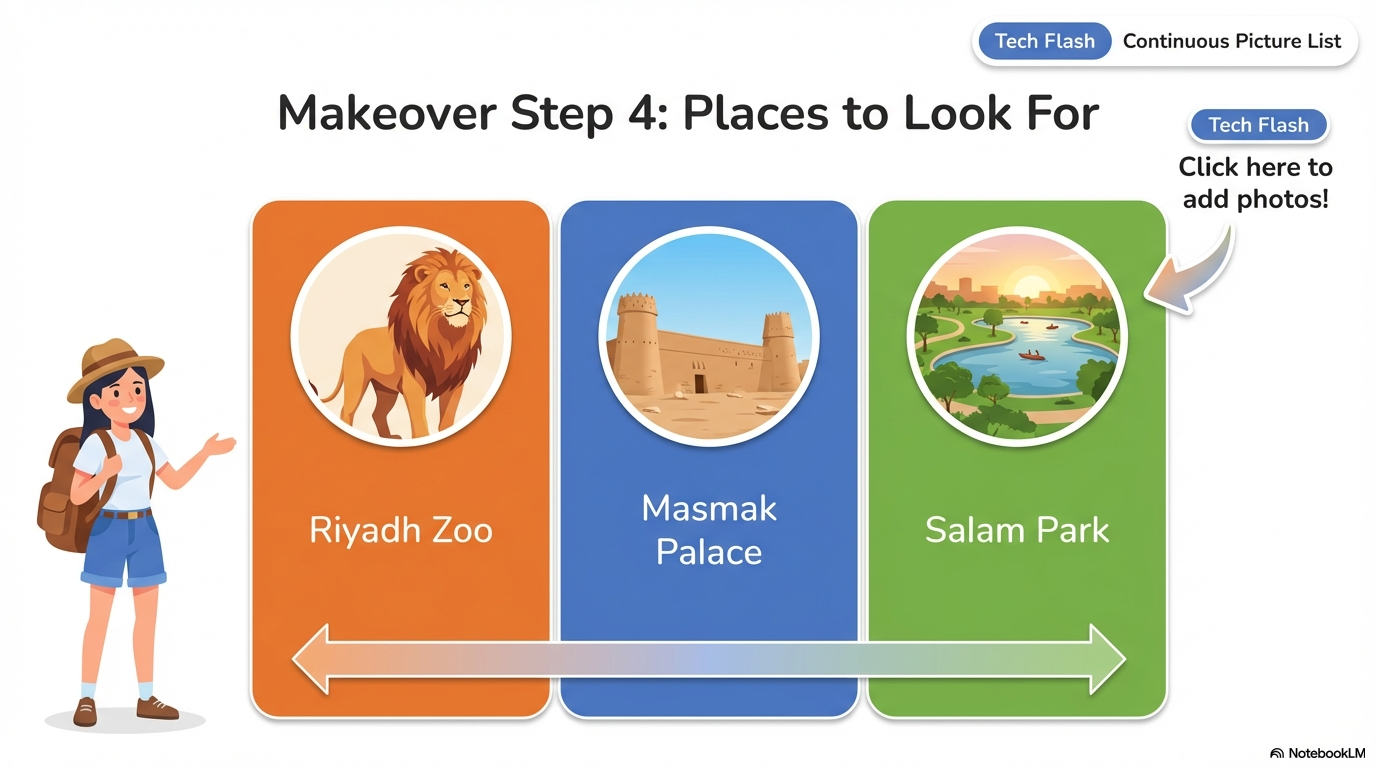 Tech Flash Continuous Picture List
Makeover Step 4: Places to Look For
Tech Flash
Click here to
add photos!
Riyadh Zoo
Masmak
Palace
Salam Park
NotebookLM